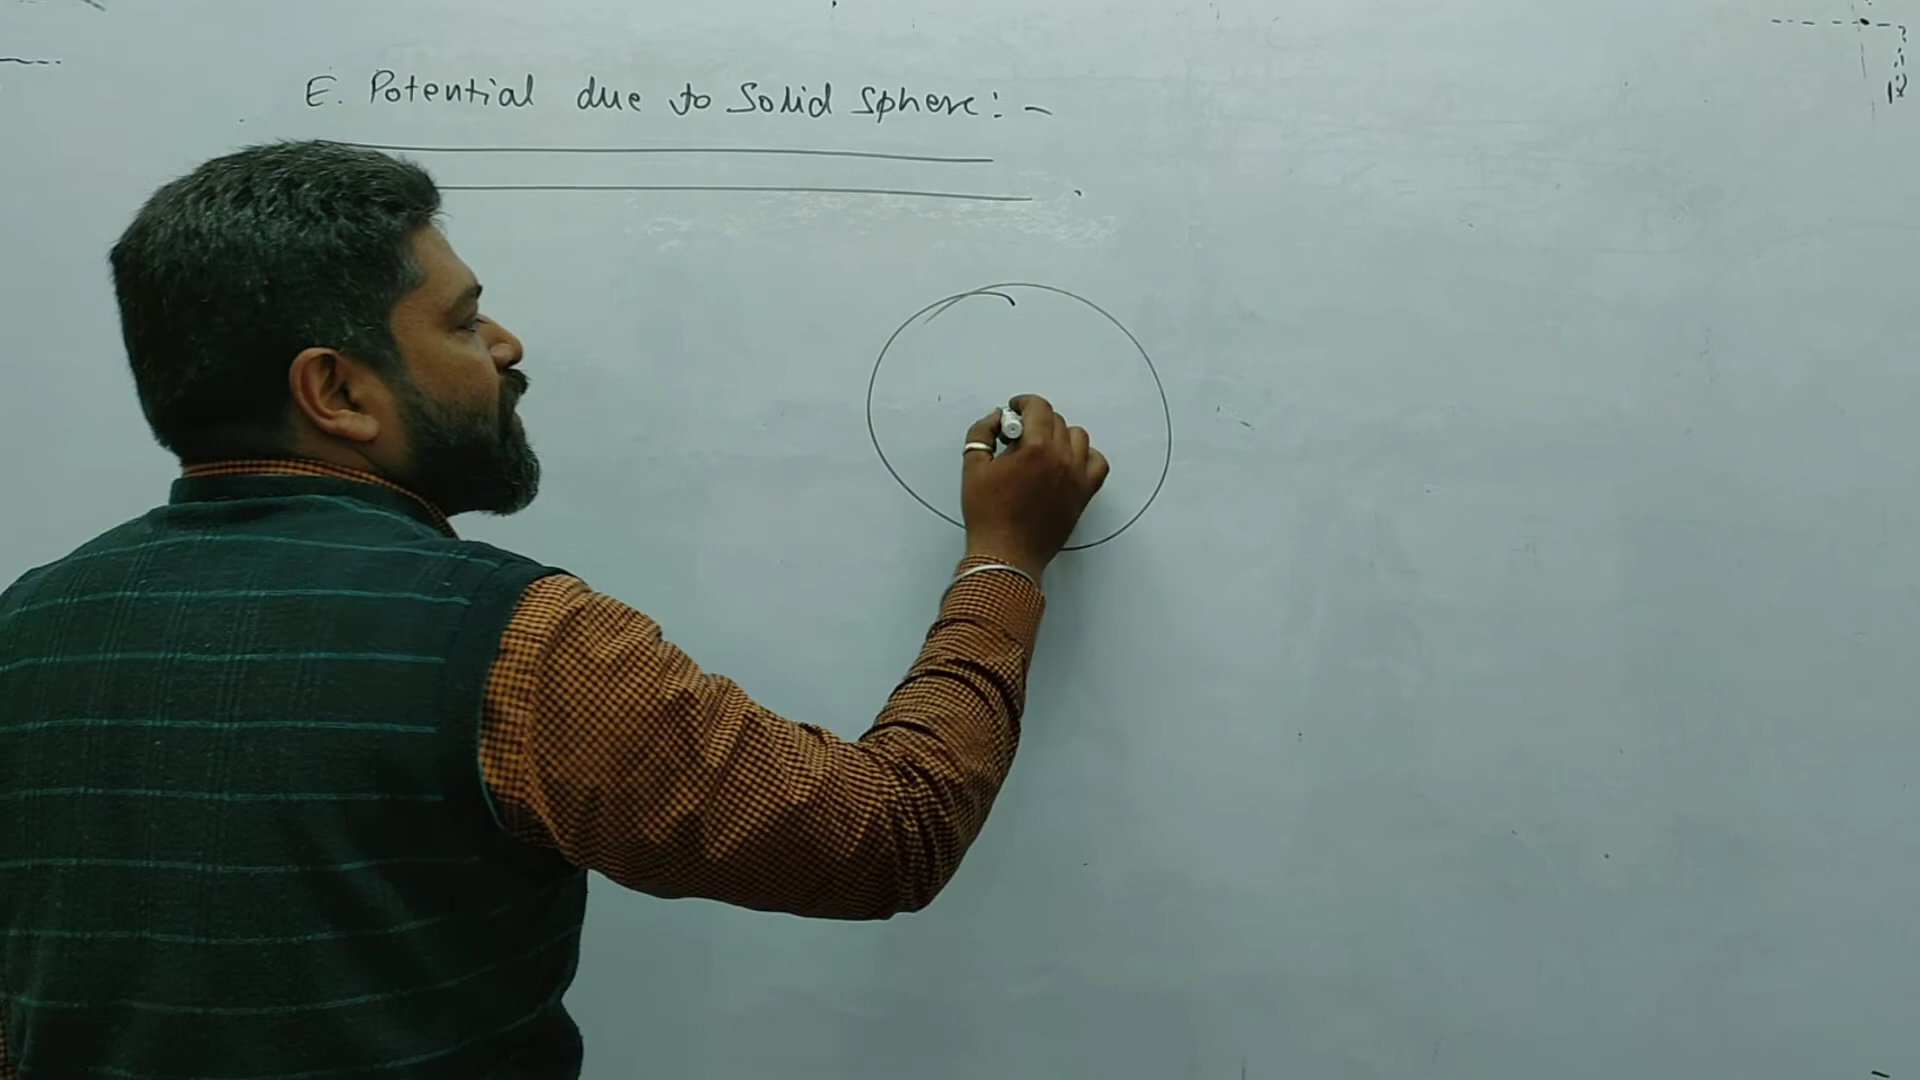 E. Potential due to Solid Sphere:-